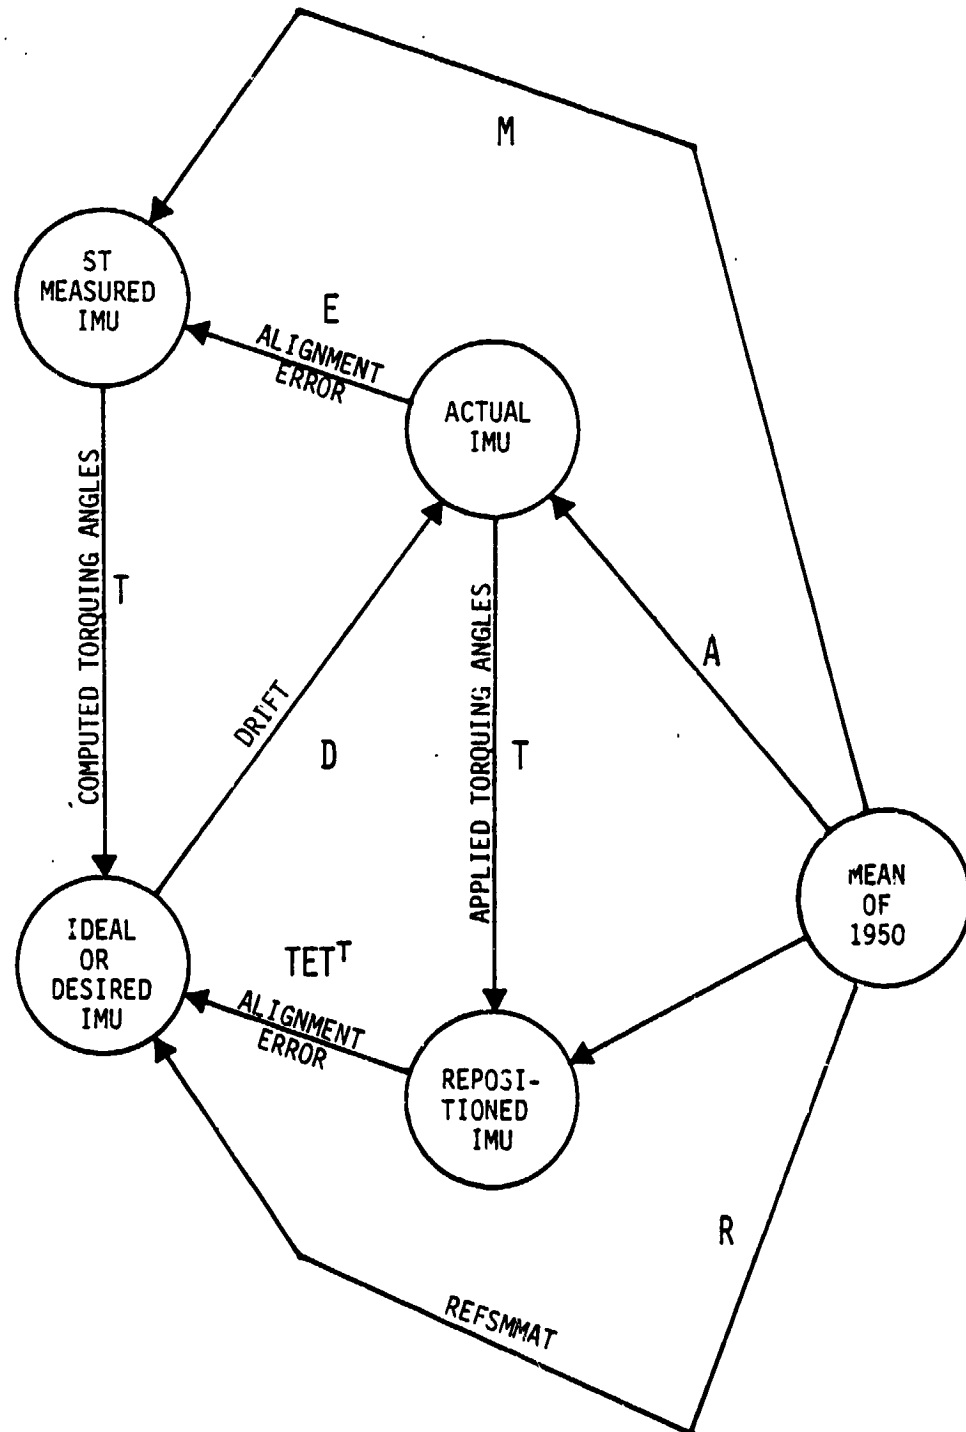 M
ST
MEASURED
IMU
E
ALIGNMENT
ERROR
ACTUAL
IMU
COMPUTED TORQUING ANGLES
T
DRIFT
D
APPLIED TORQUING ANGLES
T
A
MEAN
OF
1950
IDEAL
OR
DESIRED
IMU
TETᵀ
ALIGNMENT
ERROR
REPOSI-
TIONED
IMU
R
REFSMMAT